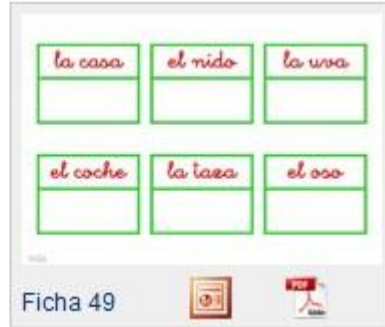 la casa el nido la uva
el coche la taza el oso
Ficha 49
PDF